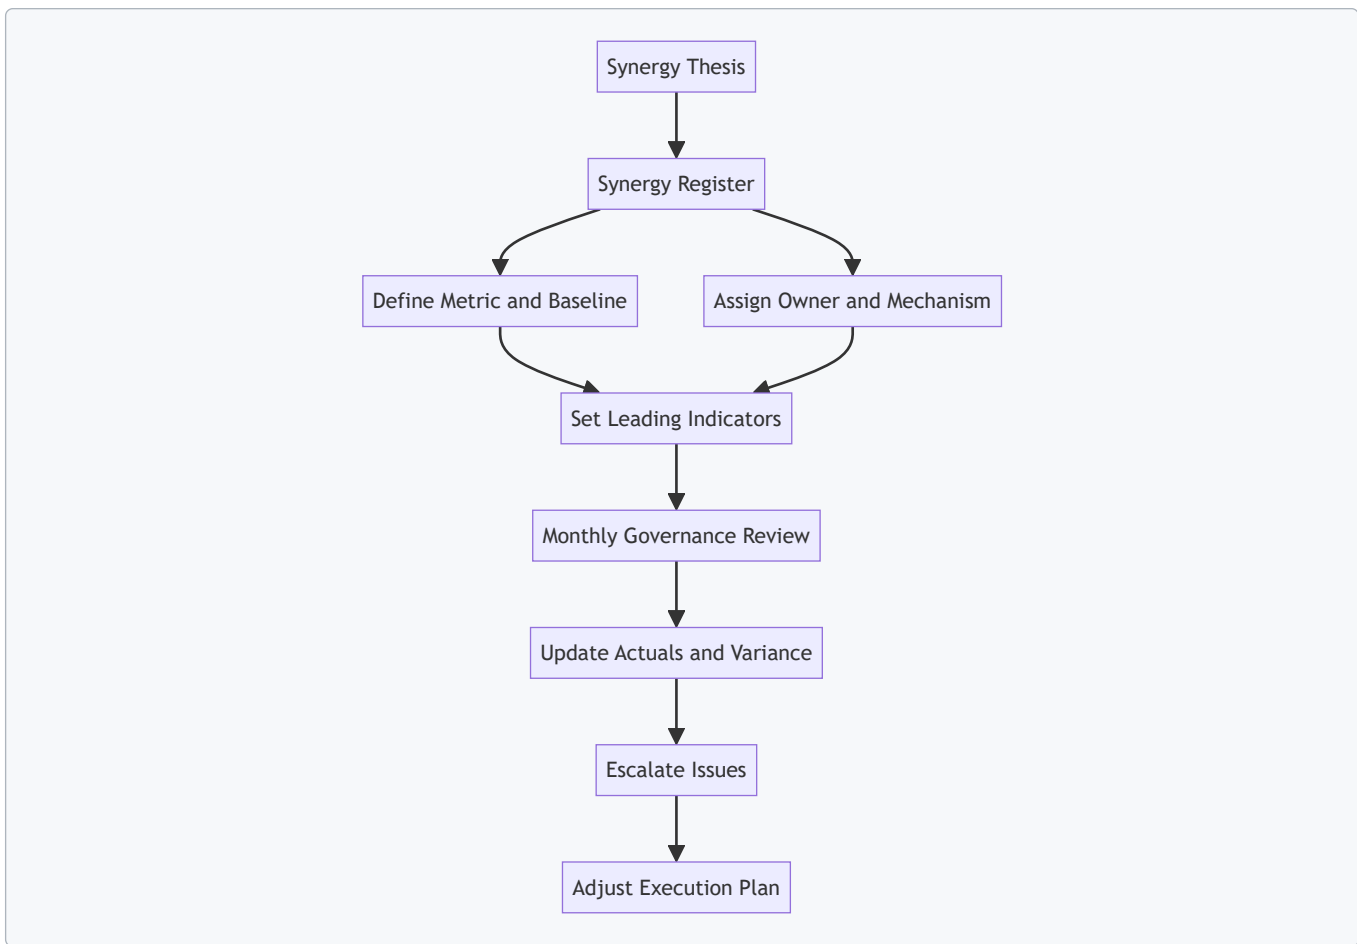 Synergy Thesis
Synergy Register
Define Metric and Baseline
Assign Owner and Mechanism
Set Leading Indicators
Monthly Governance Review
Update Actuals and Variance
Escalate Issues
Adjust Execution Plan